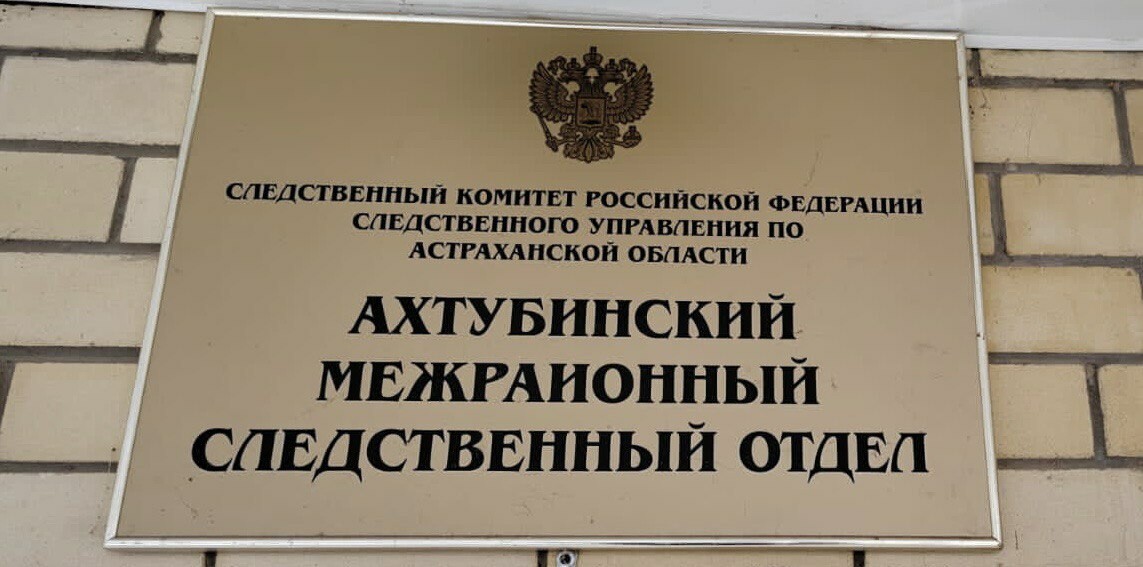 СЛЕДСТВЕННЫЙ КОМИТЕТ РОССИЙСКОЙ ФЕДЕРАЦИИ
СЛЕДСТВЕННОГО УПРАВЛЕНИЯ ПО
АСТРАХАНСКОЙ ОБЛАСТИ
АХТУБИНСКИЙ
МЕЖРАИОННЫЙ
СЛЕДСТВЕННЫЙ ОТДЕЛ